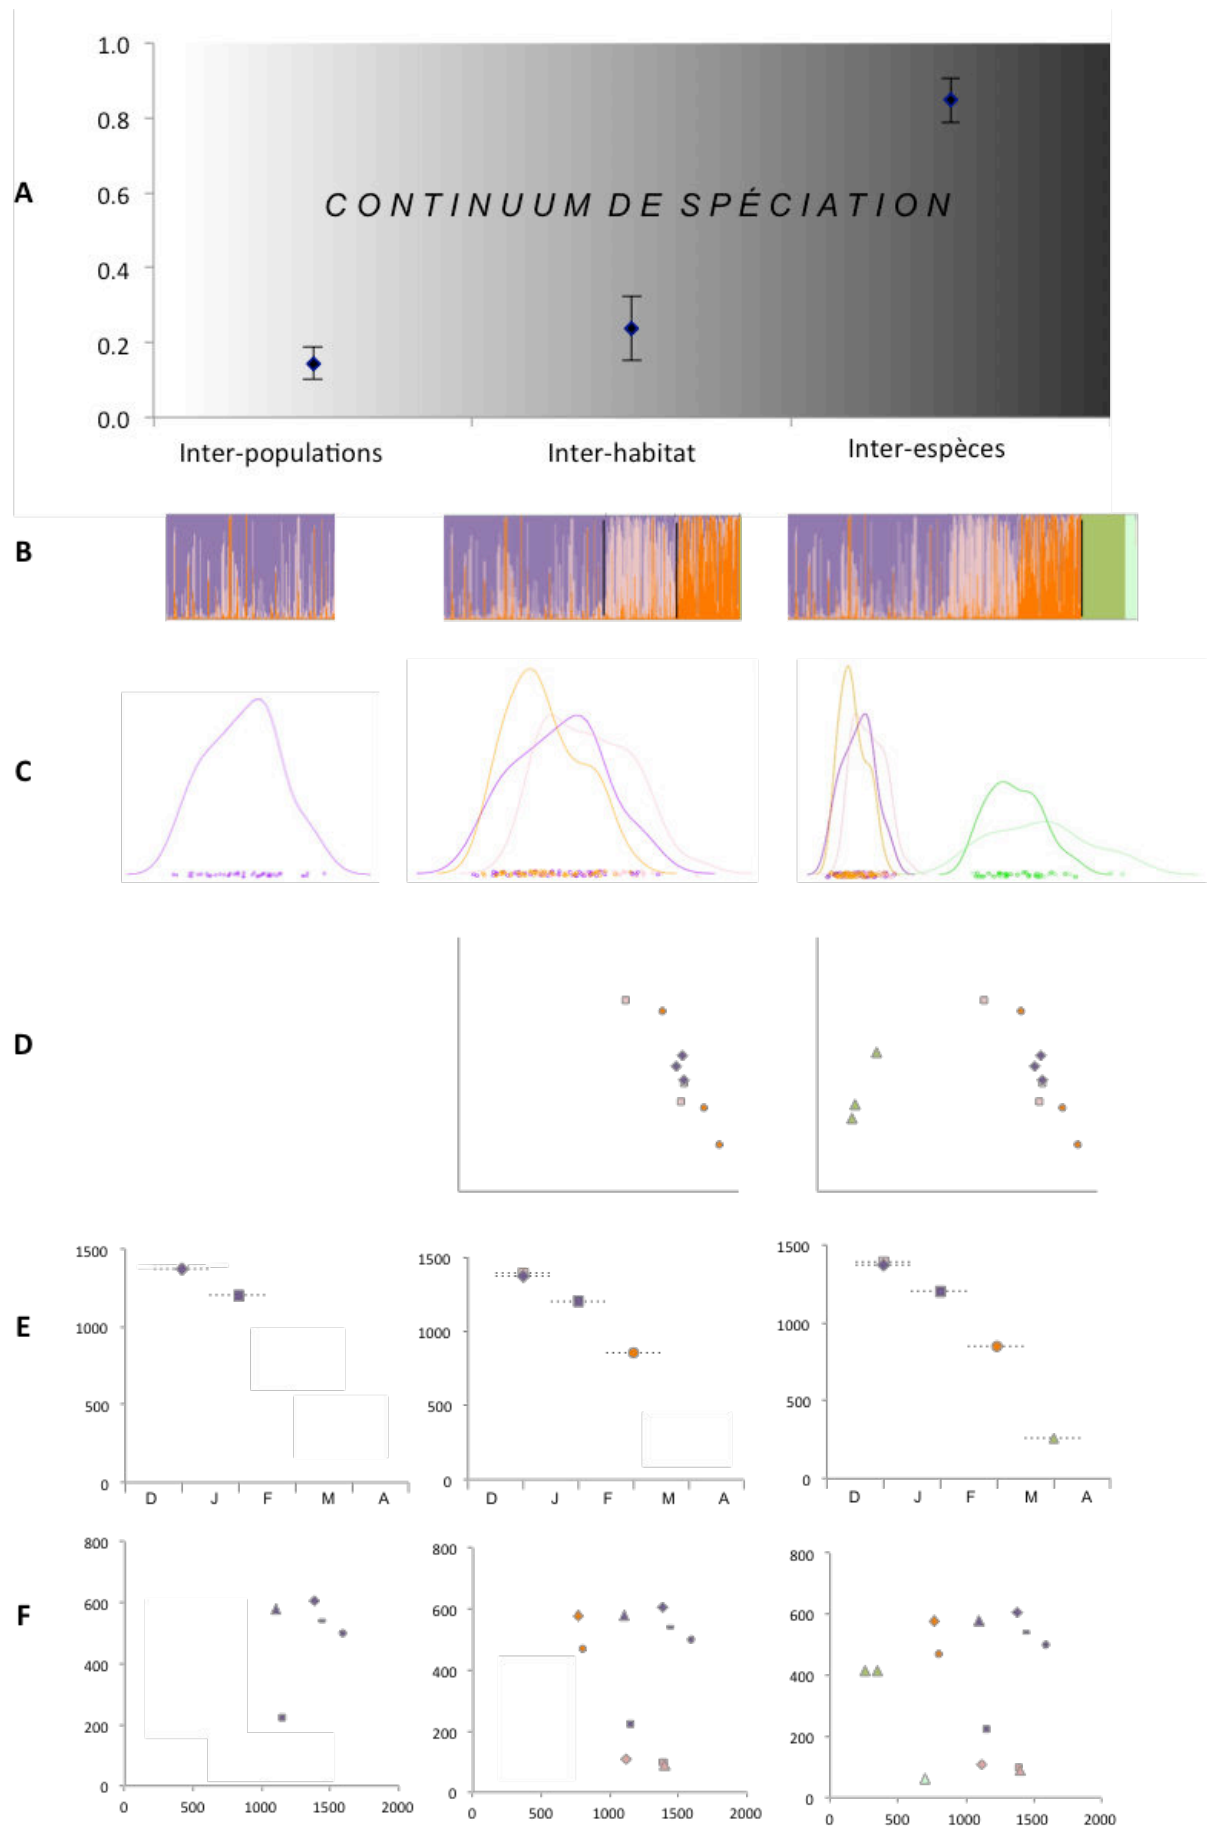 A
1.0
0.8
0.6
0.4
0.2
0.0
CONTINUUM DE SPÉCIATION
Inter-populations Inter-habitat Inter-espèces
B
C
D
E
1500
1000
500
0
D J F M A
1500
1000
500
0
D J F M A
1500
1000
500
0
D J F M A
F
800
600
400
200
0
0 500 1000 1500 2000
800
600
400
200
0
0 500 1000 1500 2000
800
600
400
200
0
0 500 1000 1500 2000